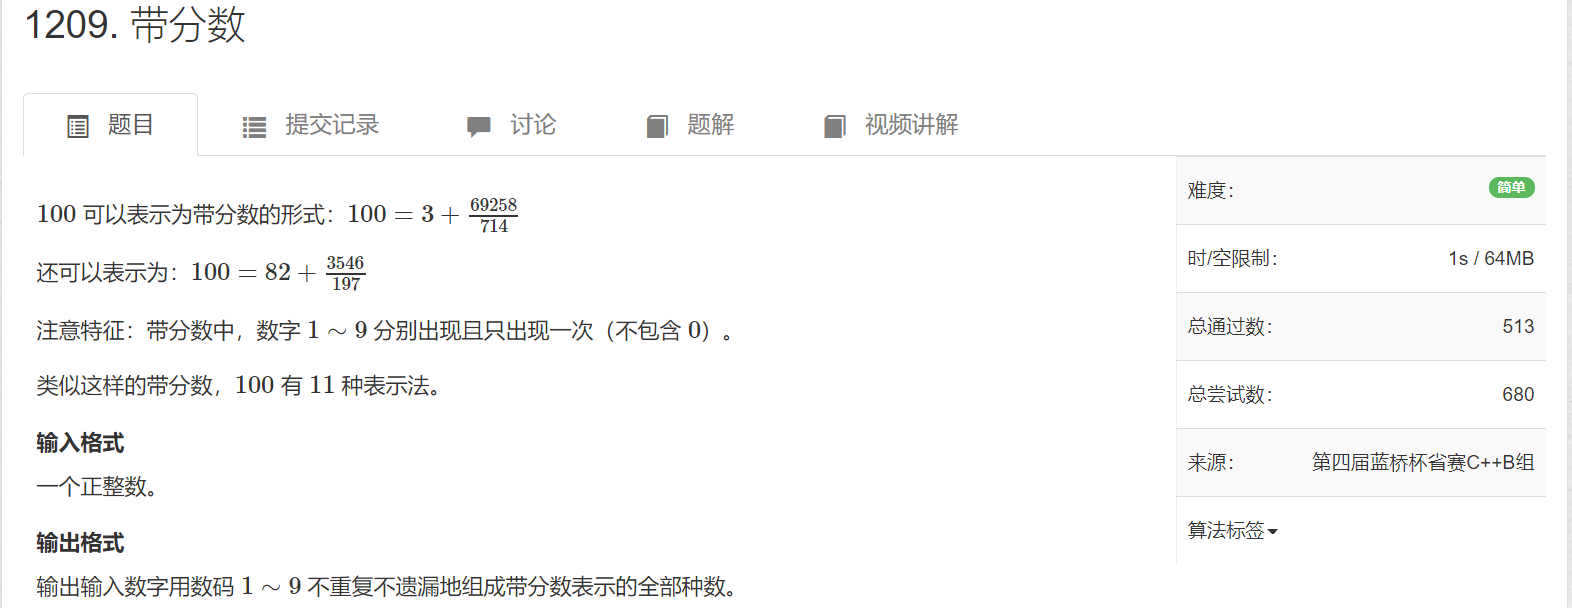 1209. 带分数
题目 提交记录 讨论 题解 视频讲解
100 可以表示为带分数的形式：100 = 3 + 69258/714
还可以表示为：100 = 82 + 3546/197
注意特征：带分数中，数字 1 ∼ 9 分别出现且只出现一次（不包含 0）。
类似这样的带分数，100 有 11 种表示法。
输入格式
一个正整数。
输出格式
输出输入数字用数码 1 ∼ 9 不重复不遗漏地组成带分数表示的全部种数。
难度： 简单
时/空限制： 1s / 64MB
总通过数： 513
总尝试数： 680
来源： 第四届蓝桥杯省赛C++B组
算法标签